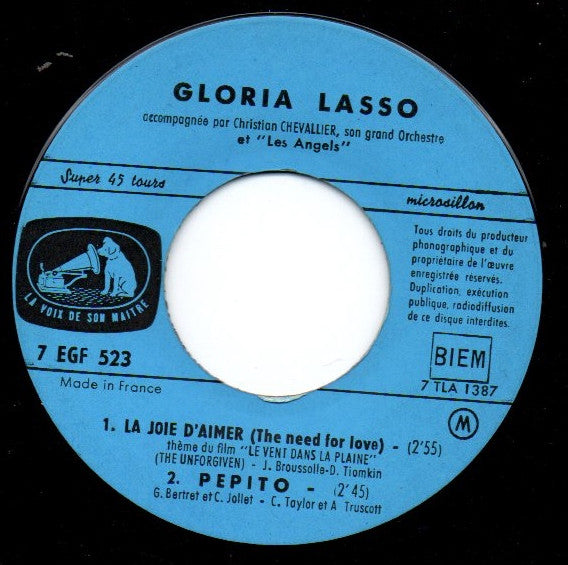 GLORIA LASSO
accompagnée par Christian CHEVALLIER, son grand Orchestre
et "Les Angels"
Super 45 tours
microsillon
LA VOIX DE SON MAITRE
Tous droits du producteur
phonographique et du
propriétaire de l'œuvre
enregistrée réservés.
Duplication, exécution
publique, radiodiffusion
de ce disque interdites.
7 EGF 523
Made in France
BIEM
7 TLA 1387
M
1. LA JOIE D'AIMER (The need for love) - (2'55)
thème du film "LE VENT DANS LA PLAINE"
(THE UNFORGIVEN) - J. Broussolle-D. Tiomkin
2. PEPITO - (2'45)
G. Bertret et C. Jollet - C. Taylor et A Truscott